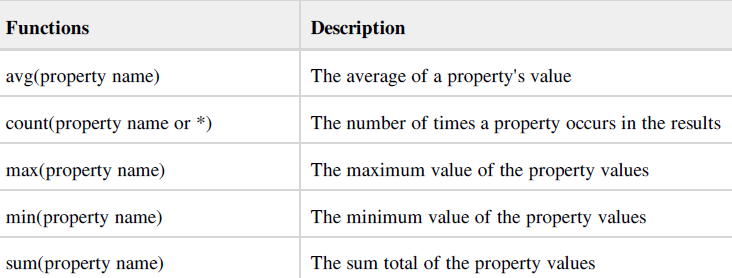 Functions Description
avg(property name) The average of a property's value
count(property name or *) The number of times a property occurs in the results
max(property name) The maximum value of the property values
min(property name) The minimum value of the property values
sum(property name) The sum total of the property values